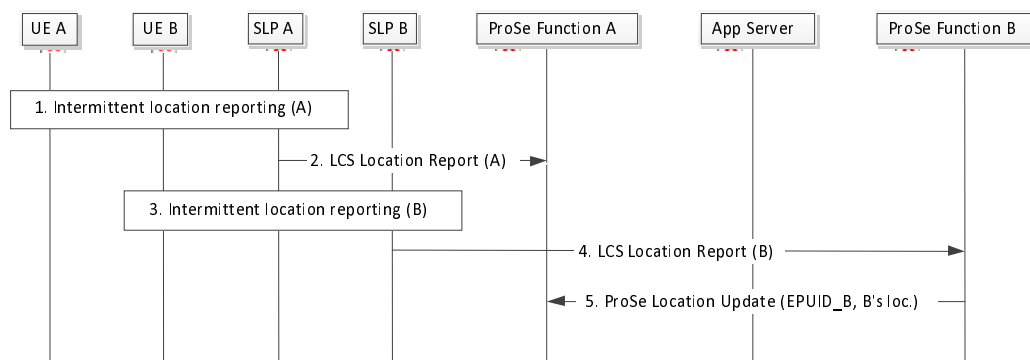 UE A
UE B
SLP A
SLP B
ProSe Function A
App Server
ProSe Function B
1. Intermittent location reporting (A)
2. LCS Location Report (A)
3. Intermittent location reporting (B)
4. LCS Location Report (B)
5. ProSe Location Update (EPUID_B, B's loc.)